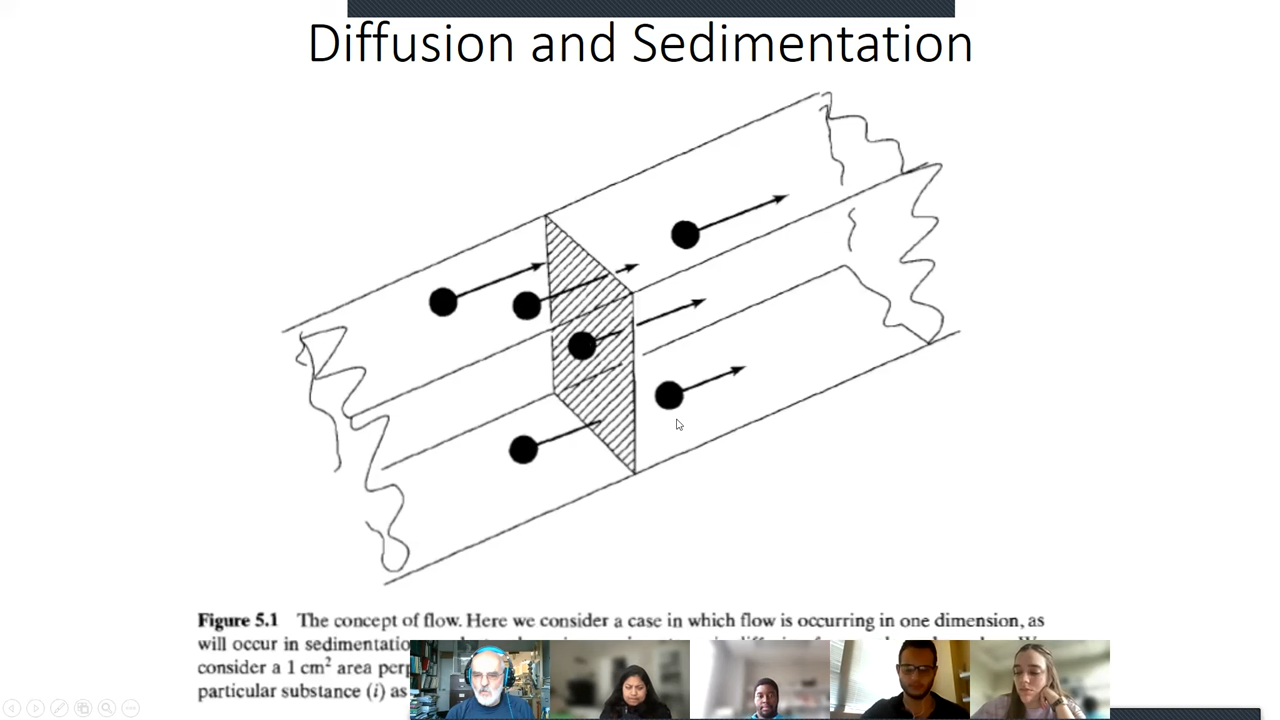 Diffusion and Sedimentation
Figure 5.1 The concept of flow. Here we consider a case in which flow is occurring in one dimension, as
will occur in sedimentatio
consider a 1 cm² area per
particular substance (i) as